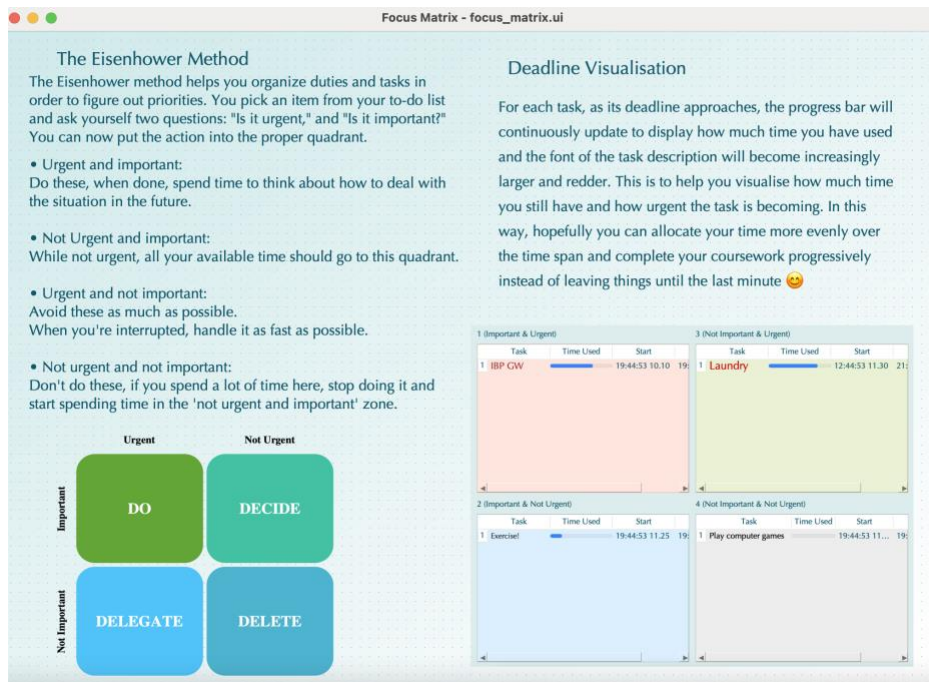 Focus Matrix - focus_matrix.ui
The Eisenhower Method
The Eisenhower method helps you organize duties and tasks in
order to figure out priorities. You pick an item from your to-do list
and ask yourself two questions: "Is it urgent," and "Is it important?"
You can now put the action into the proper quadrant.
• Urgent and important:
Do these, when done, spend time to think about how to deal with
the situation in the future.
• Not Urgent and important:
While not urgent, all your available time should go to this quadrant.
• Urgent and not important:
Avoid these as much as possible.
When you're interrupted, handle it as fast as possible.
• Not urgent and not important:
Don't do these, if you spend a lot of time here, stop doing it and
start spending time in the 'not urgent and important' zone.
Urgent Not Urgent
Important
DO DECIDE
Not Important
DELEGATE DELETE
Deadline Visualisation
For each task, as its deadline approaches, the progress bar will
continuously update to display how much time you have used
and the font of the task description will become increasingly
larger and redder. This is to help you visualise how much time
you still have and how urgent the task is becoming. In this
way, hopefully you can allocate your time more evenly over
the time span and complete your coursework progressively
instead of leaving things until the last minute 😊
1 (Important & Urgent)
Task Time Used Start
1 IBP GW 19:44:53 10.10 19:
3 (Not Important & Urgent)
Task Time Used Start
1 Laundry 12:44:53 11.30 21:
2 (Important & Not Urgent)
Task Time Used Start
1 Exercise! 19:44:53 11.25 19:
4 (Not Important & Not Urgent)
Task Time Used Start
1 Play computer games 19:44:53 11... 19: